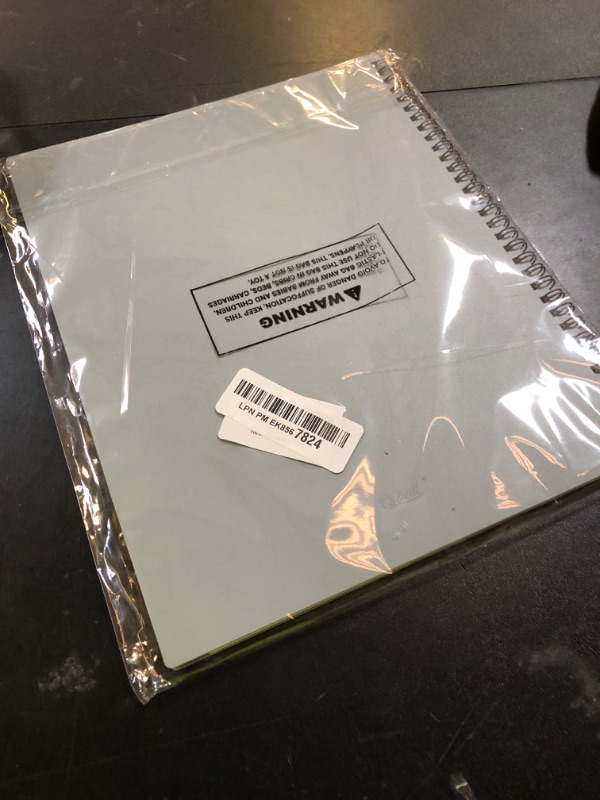 ⚠ WARNING
TO AVOID DANGER OF SUFFOCATION, KEEP THIS
PLASTIC BAG AWAY FROM BABIES AND CHILDREN.
DO NOT USE THIS BAG IN CRIBS, BEDS, CARRIAGES
OR PLAYPENS. THIS BAG IS NOT A TOY.
LPN PM EK856 7824